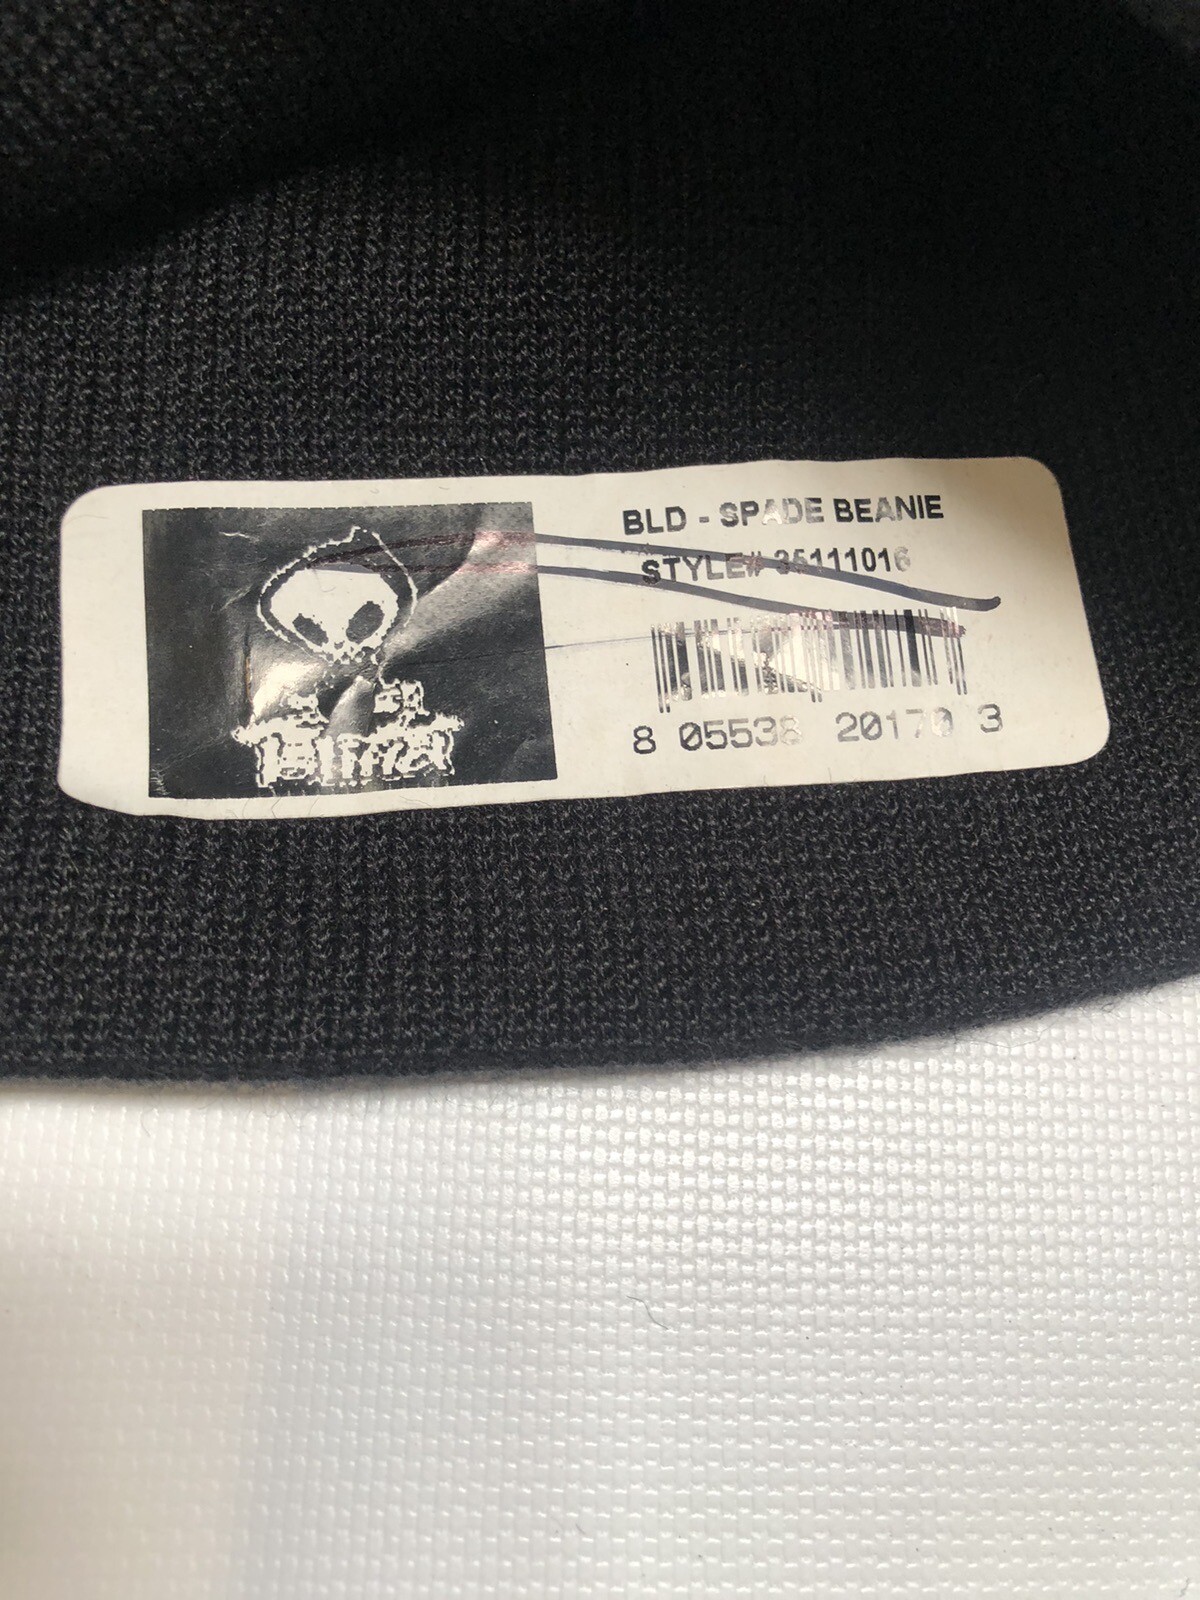 BLD - SPADE BEANIE
STYLE# 35111016
8 05538 20170 3